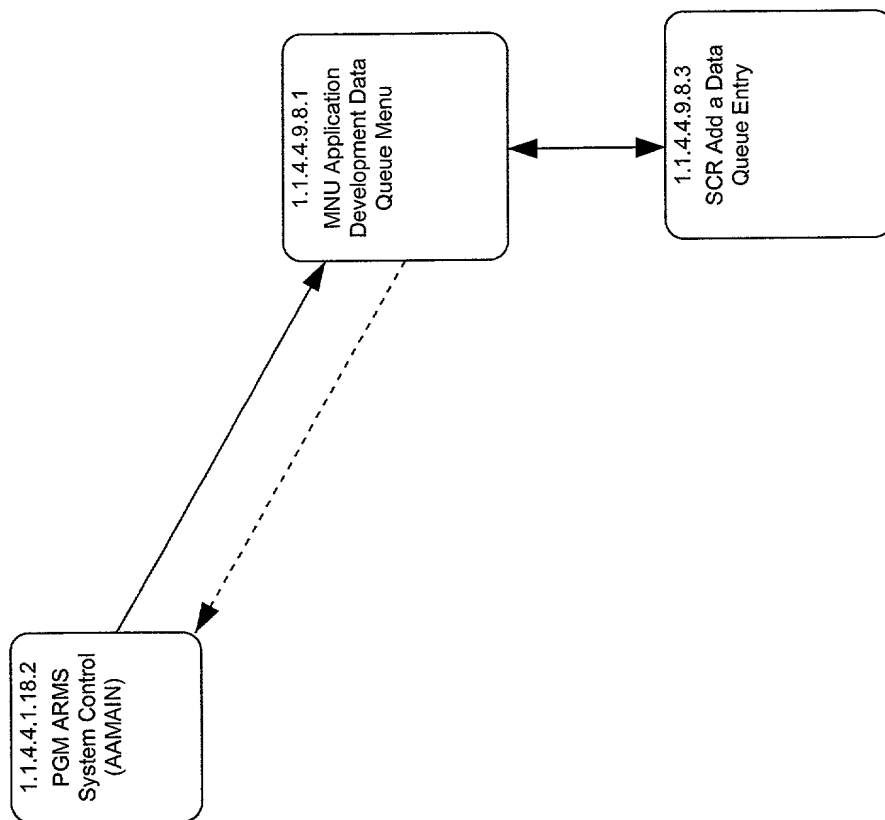 1.1.4.4.1.18.2
PGM ARMS
System Control
(AAMAIN)
1.1.4.4.9.8.1
MNU Application
Development Data
Queue Menu
1.1.4.4.9.8.3
SCR Add a Data
Queue Entry